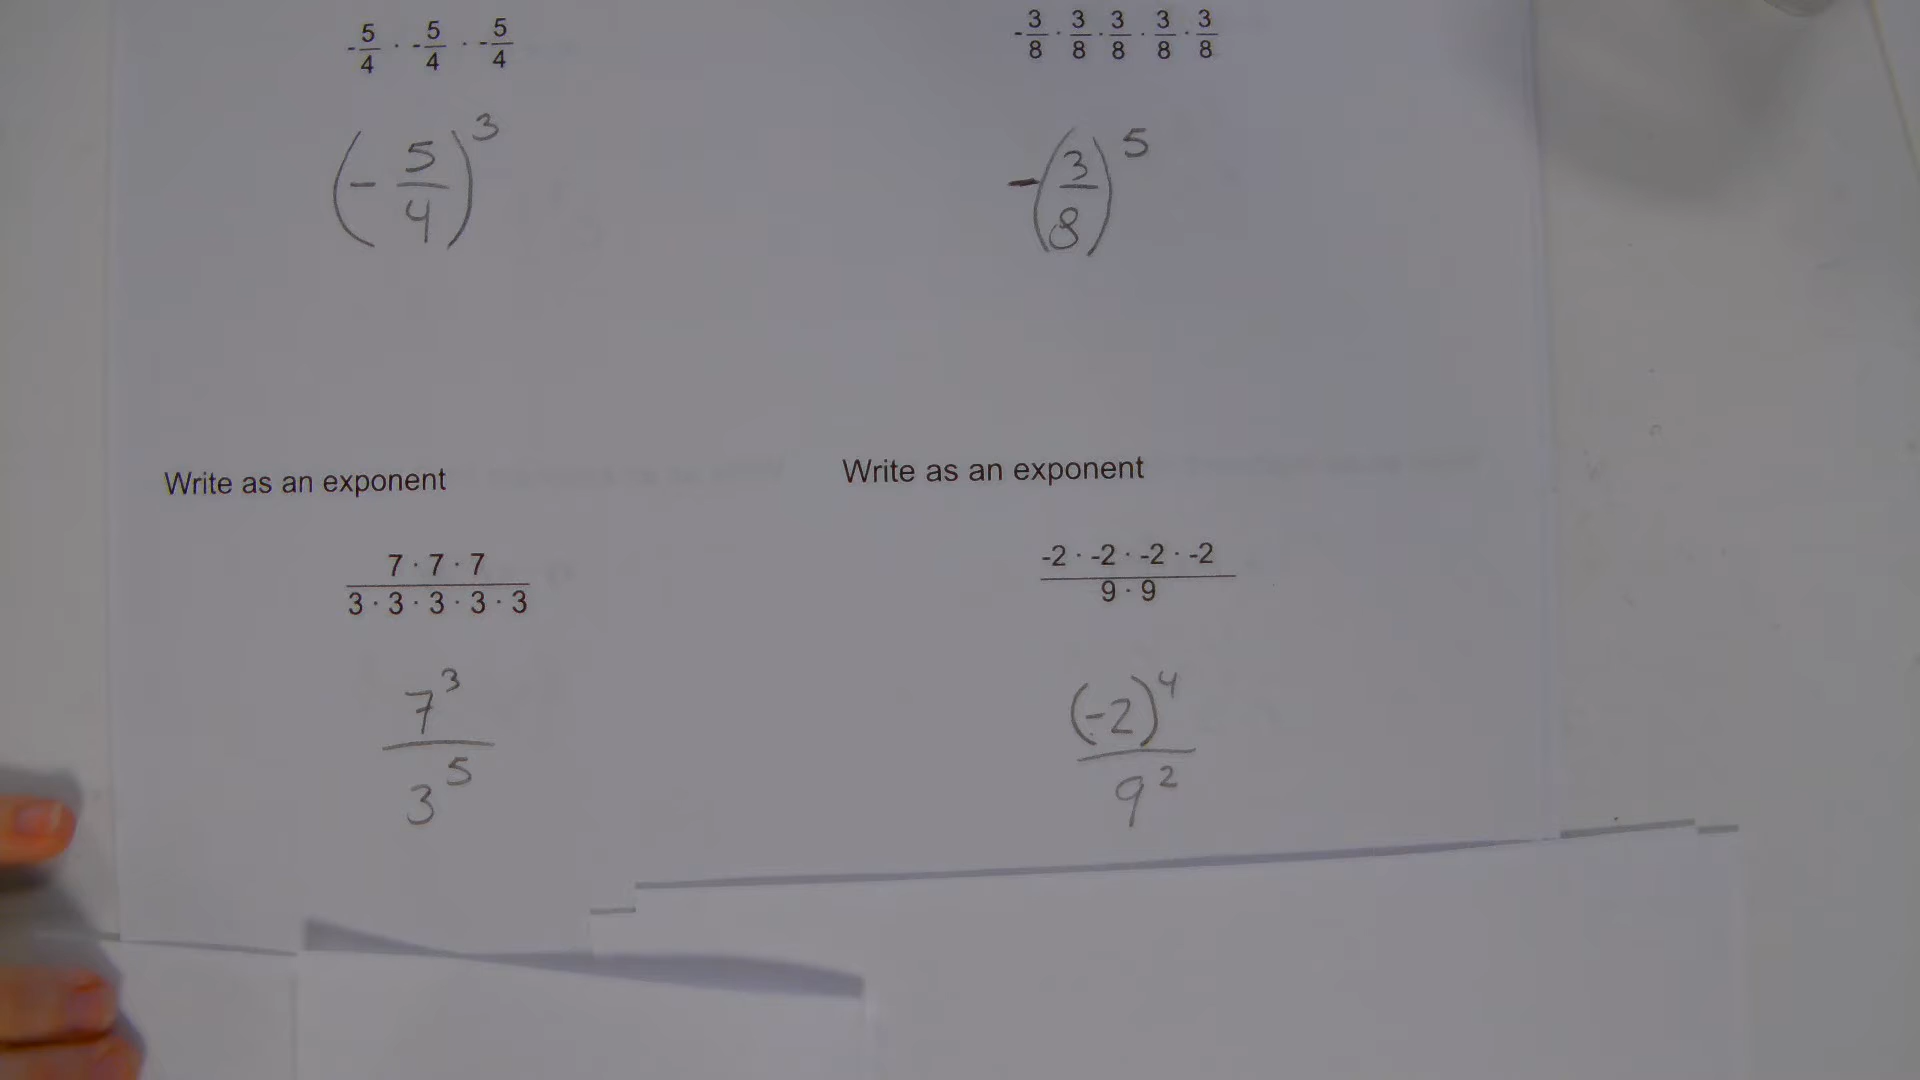 -5/4 · -5/4 · -5/4
(- 5/4)^3
-3/8 · 3/8 · 3/8 · 3/8 · 3/8
-(3/8)^5
Write as an exponent
7 · 7 · 7
3 · 3 · 3 · 3 · 3
7^3
3^5
Write as an exponent
-2 · -2 · -2 · -2
9 · 9
(-2)^4
9^2